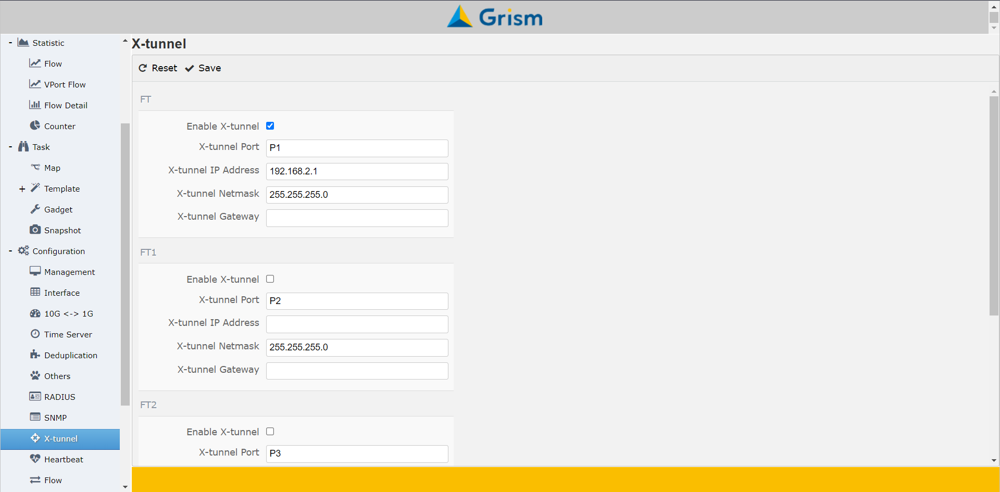 Grism
- Statistic
Flow
VPort Flow
Flow Detail
Counter
- Task
Map
+ Template
Gadget
Snapshot
- Configuration
Management
Interface
10G <-> 1G
Time Server
Deduplication
Others
RADIUS
SNMP
X-tunnel
Heartbeat
Flow
X-tunnel
Reset Save
FT
Enable X-tunnel
X-tunnel Port P1
X-tunnel IP Address 192.168.2.1
X-tunnel Netmask 255.255.255.0
X-tunnel Gateway
FT1
Enable X-tunnel
X-tunnel Port P2
X-tunnel IP Address
X-tunnel Netmask 255.255.255.0
X-tunnel Gateway
FT2
Enable X-tunnel
X-tunnel Port P3